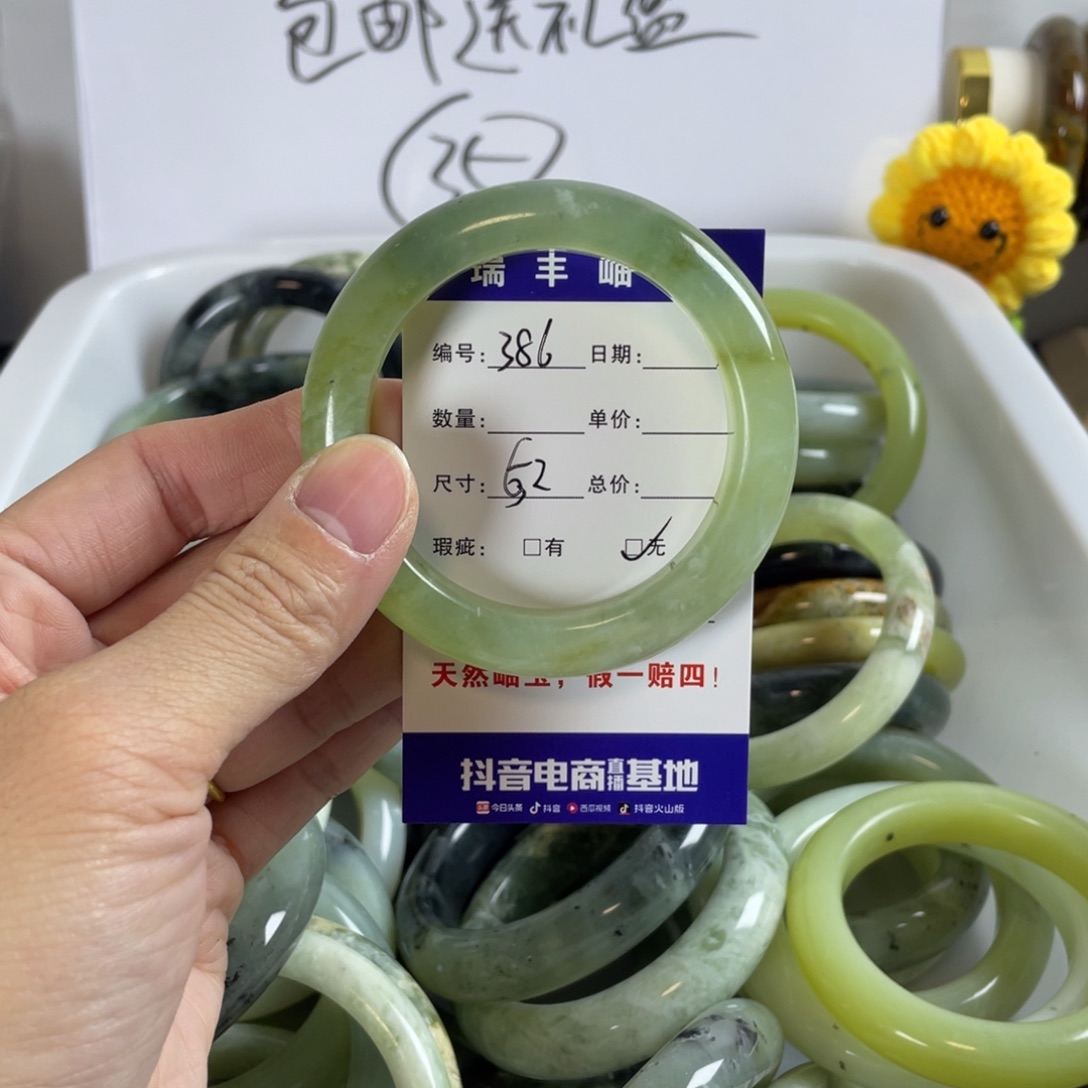 包邮送礼盒
35
瑞丰岫
编号: 386 日期:
数量: 单价:
尺寸: 52 总价:
瑕疵: □有 ☑无
天然岫玉，假一赔四！
抖音电商直播基地
头条 今日头条 抖音 西瓜视频 抖音火山版